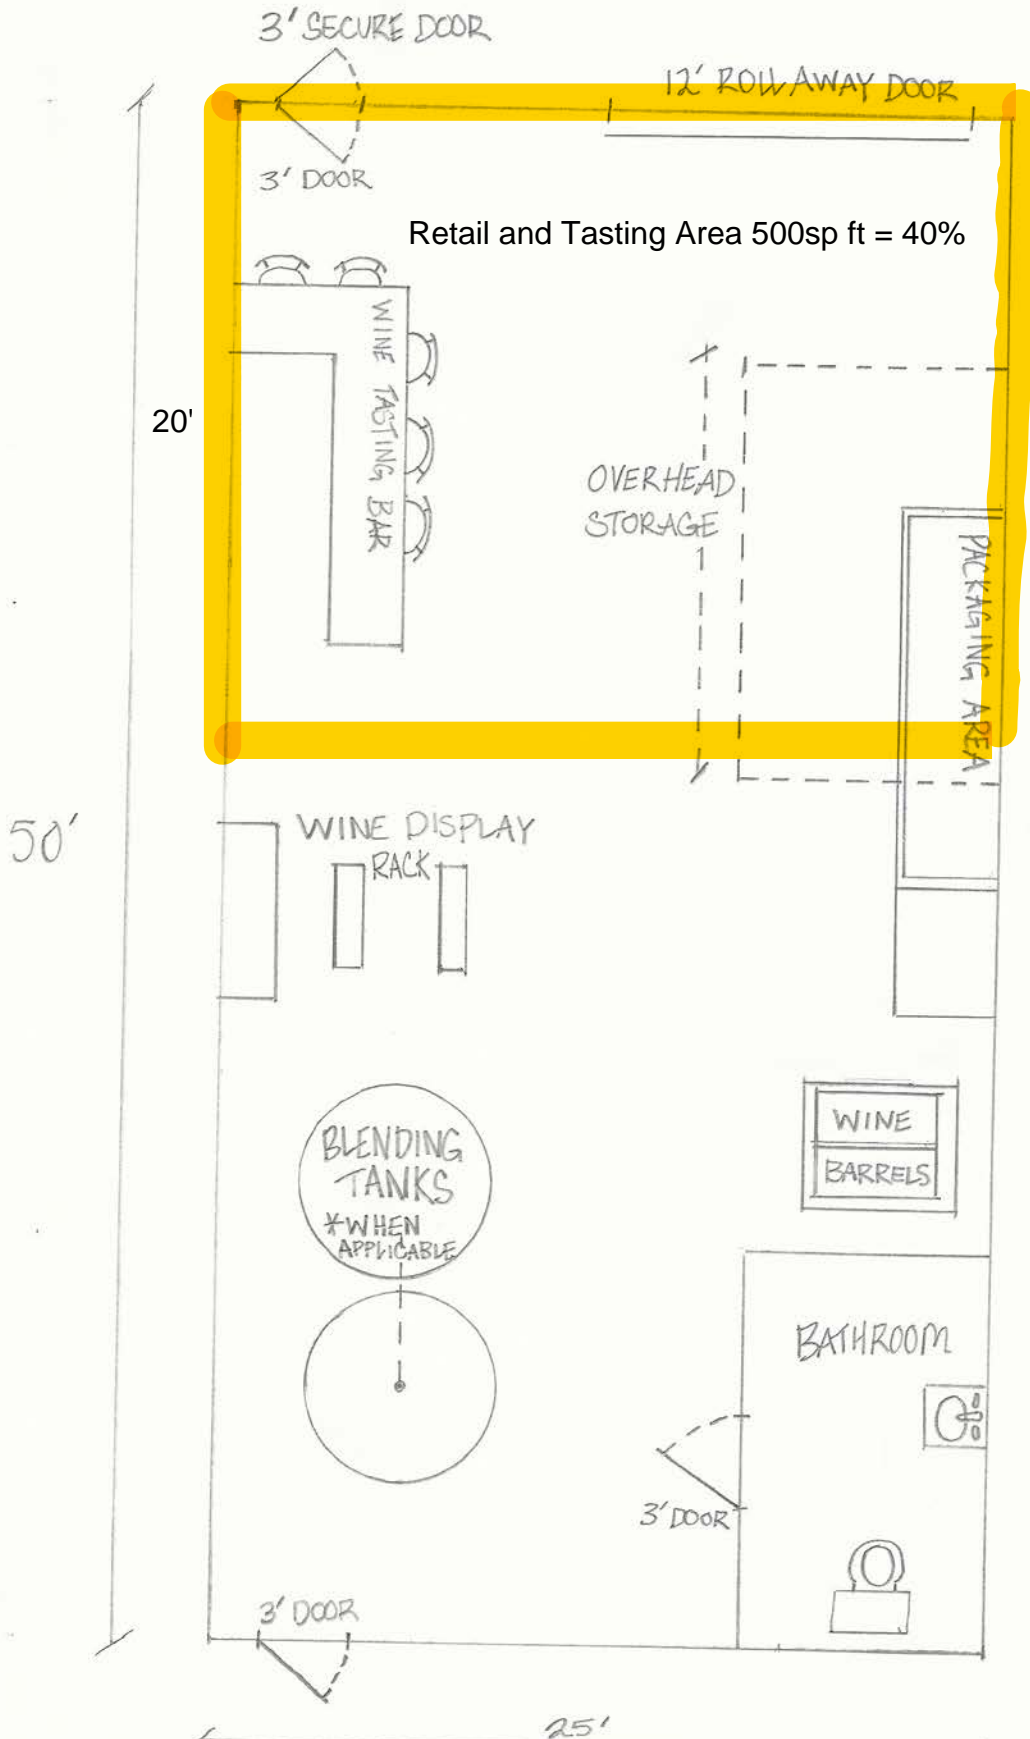 3' SECURE DOOR
12' ROLL AWAY DOOR
3' DOOR
Retail and Tasting Area 500sp ft = 40%
WINE TASTING BAR
20'
OVERHEAD
STORAGE
PACKAGING AREA
50'
WINE DISPLAY
RACK
BLENDING
TANKS
*WHEN
APPLICABLE
WINE
BARRELS
BATHROOM
3' DOOR
3' DOOR
25'